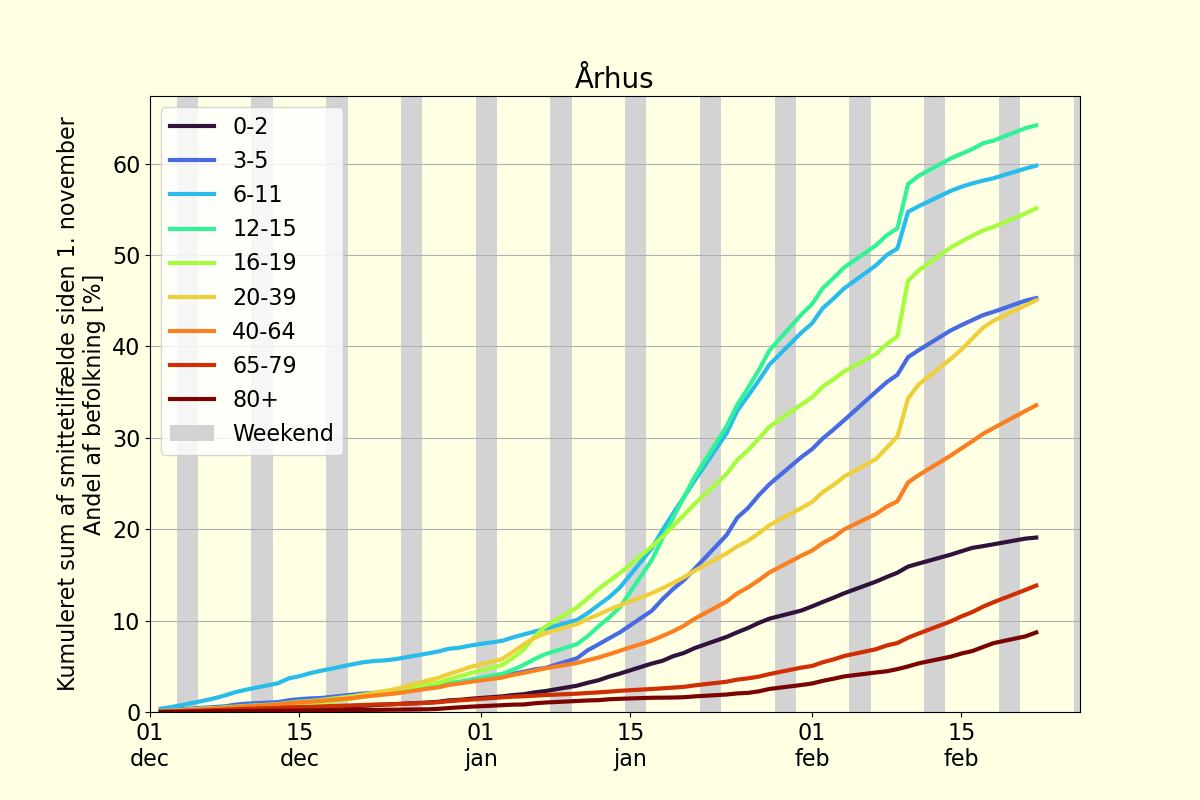 Århus
Kumuleret sum af smittetilfælde siden 1. november
Andel af befolkning [%]
0-2
3-5
6-11
12-15
16-19
20-39
40-64
65-79
80+
Weekend
60
50
40
30
20
10
0
01 dec
15 dec
01 jan
15 jan
01 feb
15 feb